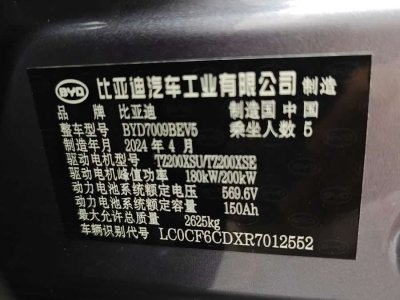 BYD 比亚迪汽车工业有限公司 制造
品牌 比亚迪 制造国 中国
整车型号 BYD7009BEV5 乘坐人数 5
制造年月 2024 年 4 月
驱动电机型号 TZ200XSU/TZ200XSE
驱动电机峰值功率 180kW/200kW
动力电池系统额定电压 569.6V
动力电池系统额定容量 150Ah
最大允许总质量 2625kg
车辆识别代号 LC0CF6CDXR7012552